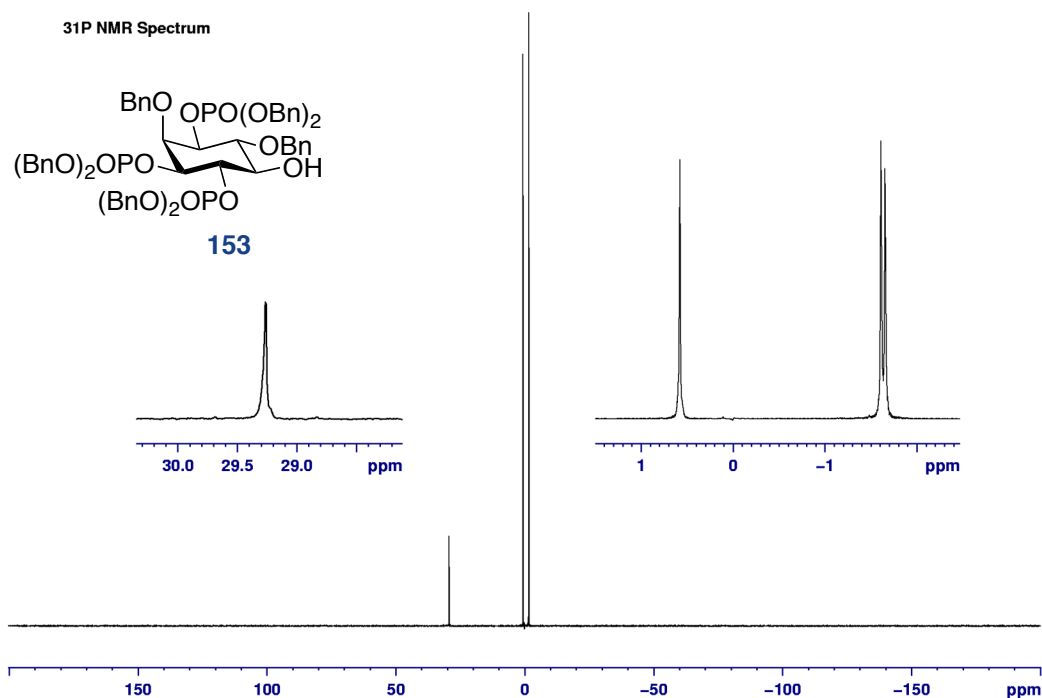 31P NMR Spectrum
BnO
OPO(OBn)2
OBn
(BnO)2OPO
OH
(BnO)2OPO
153
30.0 29.5 29.0 ppm
1 0 −1 ppm
150 100 50 0 −50 −100 −150 ppm